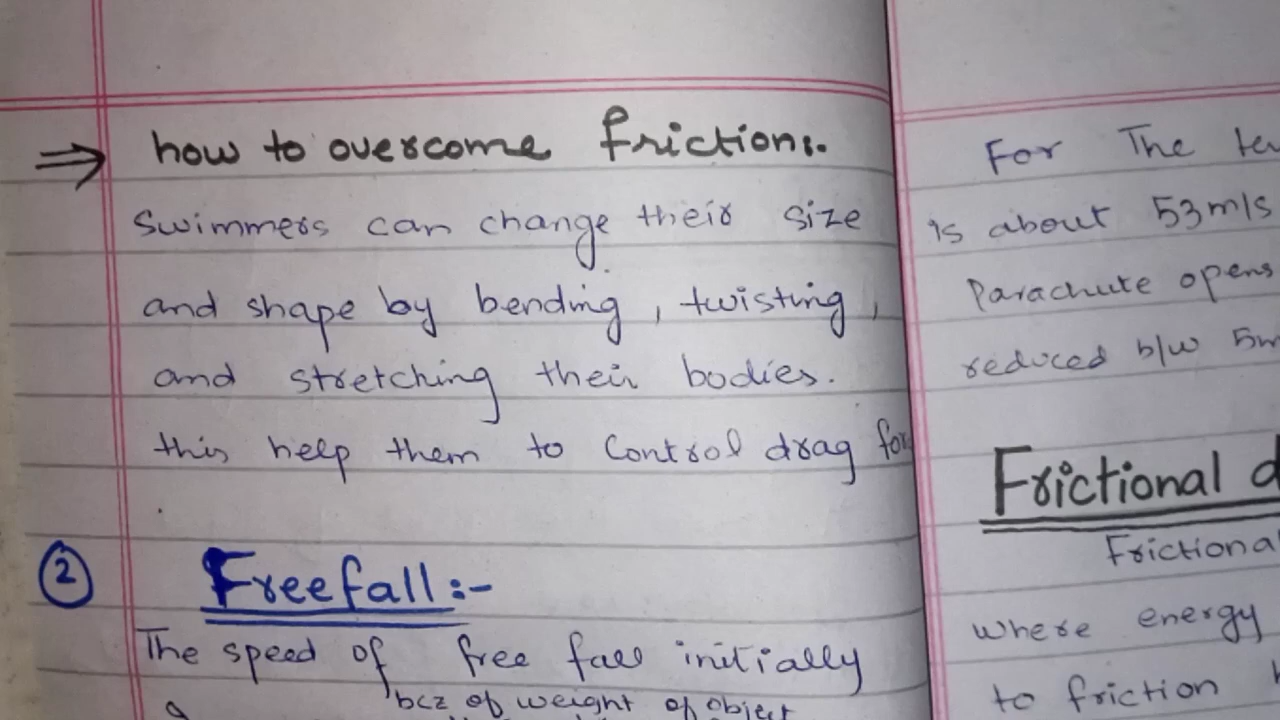 ⇒ how to overcome friction:.
Swimmers can change their size
and shape by bending, twisting,
and stretching their bodies.
this help them to Control drag for
② Freefall:-
The speed of free fall initially
bcz of weight of object
For The
is about 53m/s
Parachute opens
reduced b/w
Frictional
Frictional
where energy
to friction